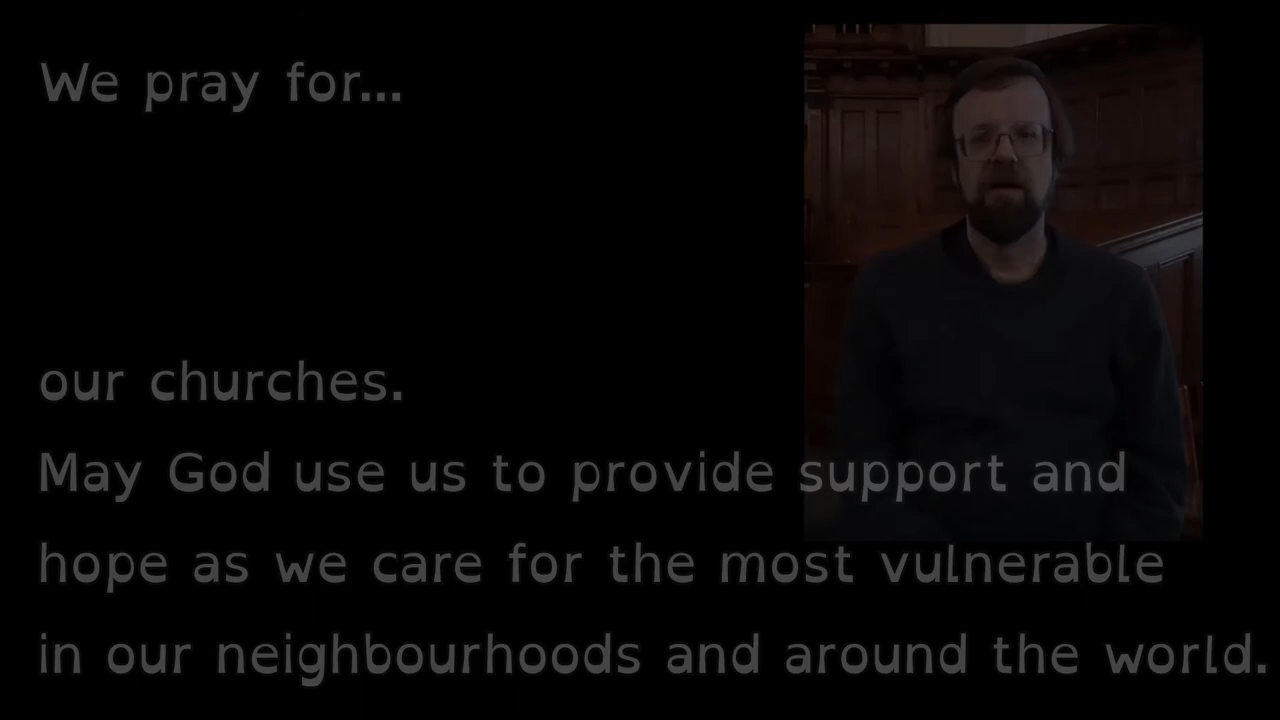 We pray for...
our churches.
May God use us to provide support and
hope as we care for the most vulnerable
in our neighbourhoods and around the world.